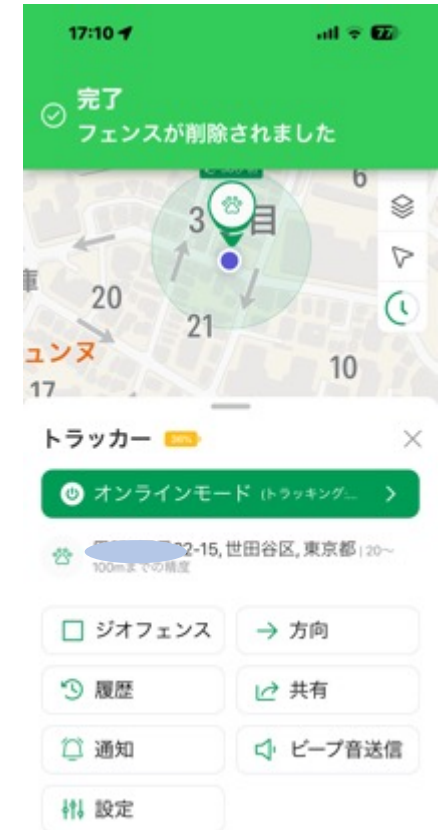 17:10
77
完了
フェンスが削除されました
6
3 目
20
21
ュンヌ
10
17
トラッカー 36%
オンラインモード (トラッキング...
2-15, 世田谷区, 東京都 | 20〜
100mまでの精度
ジオフェンス
方向
履歴
共有
通知
ビープ音送信
設定